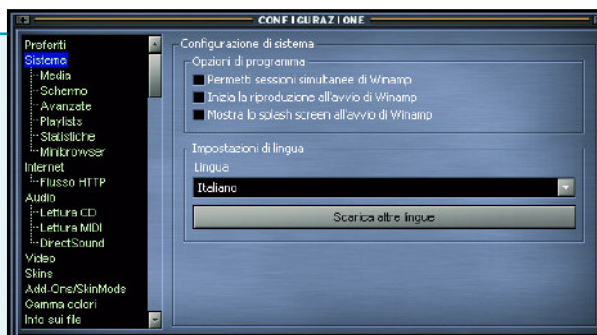 CONFIGURAZIONE
Preferiti
Sistema
Media
Schermo
Avanzate
Playlists
Statistiche
Minibrowser
Internet
Flusso HTTP
Audio
Lettura CD
Lettura MIDI
DirectSound
Video
Skins
Add-Ons/SkinMods
Gamma colori
Info sui file
Configurazione di sistema
Opzioni di programma
Permetti sessioni simultanee di Winamp
Inizia la riproduzione all'avvio di Winamp
Mostra lo splash screen all'avvio di Winamp
Impostazioni di lingua
Lingua
Italiano
Scarica altre lingue